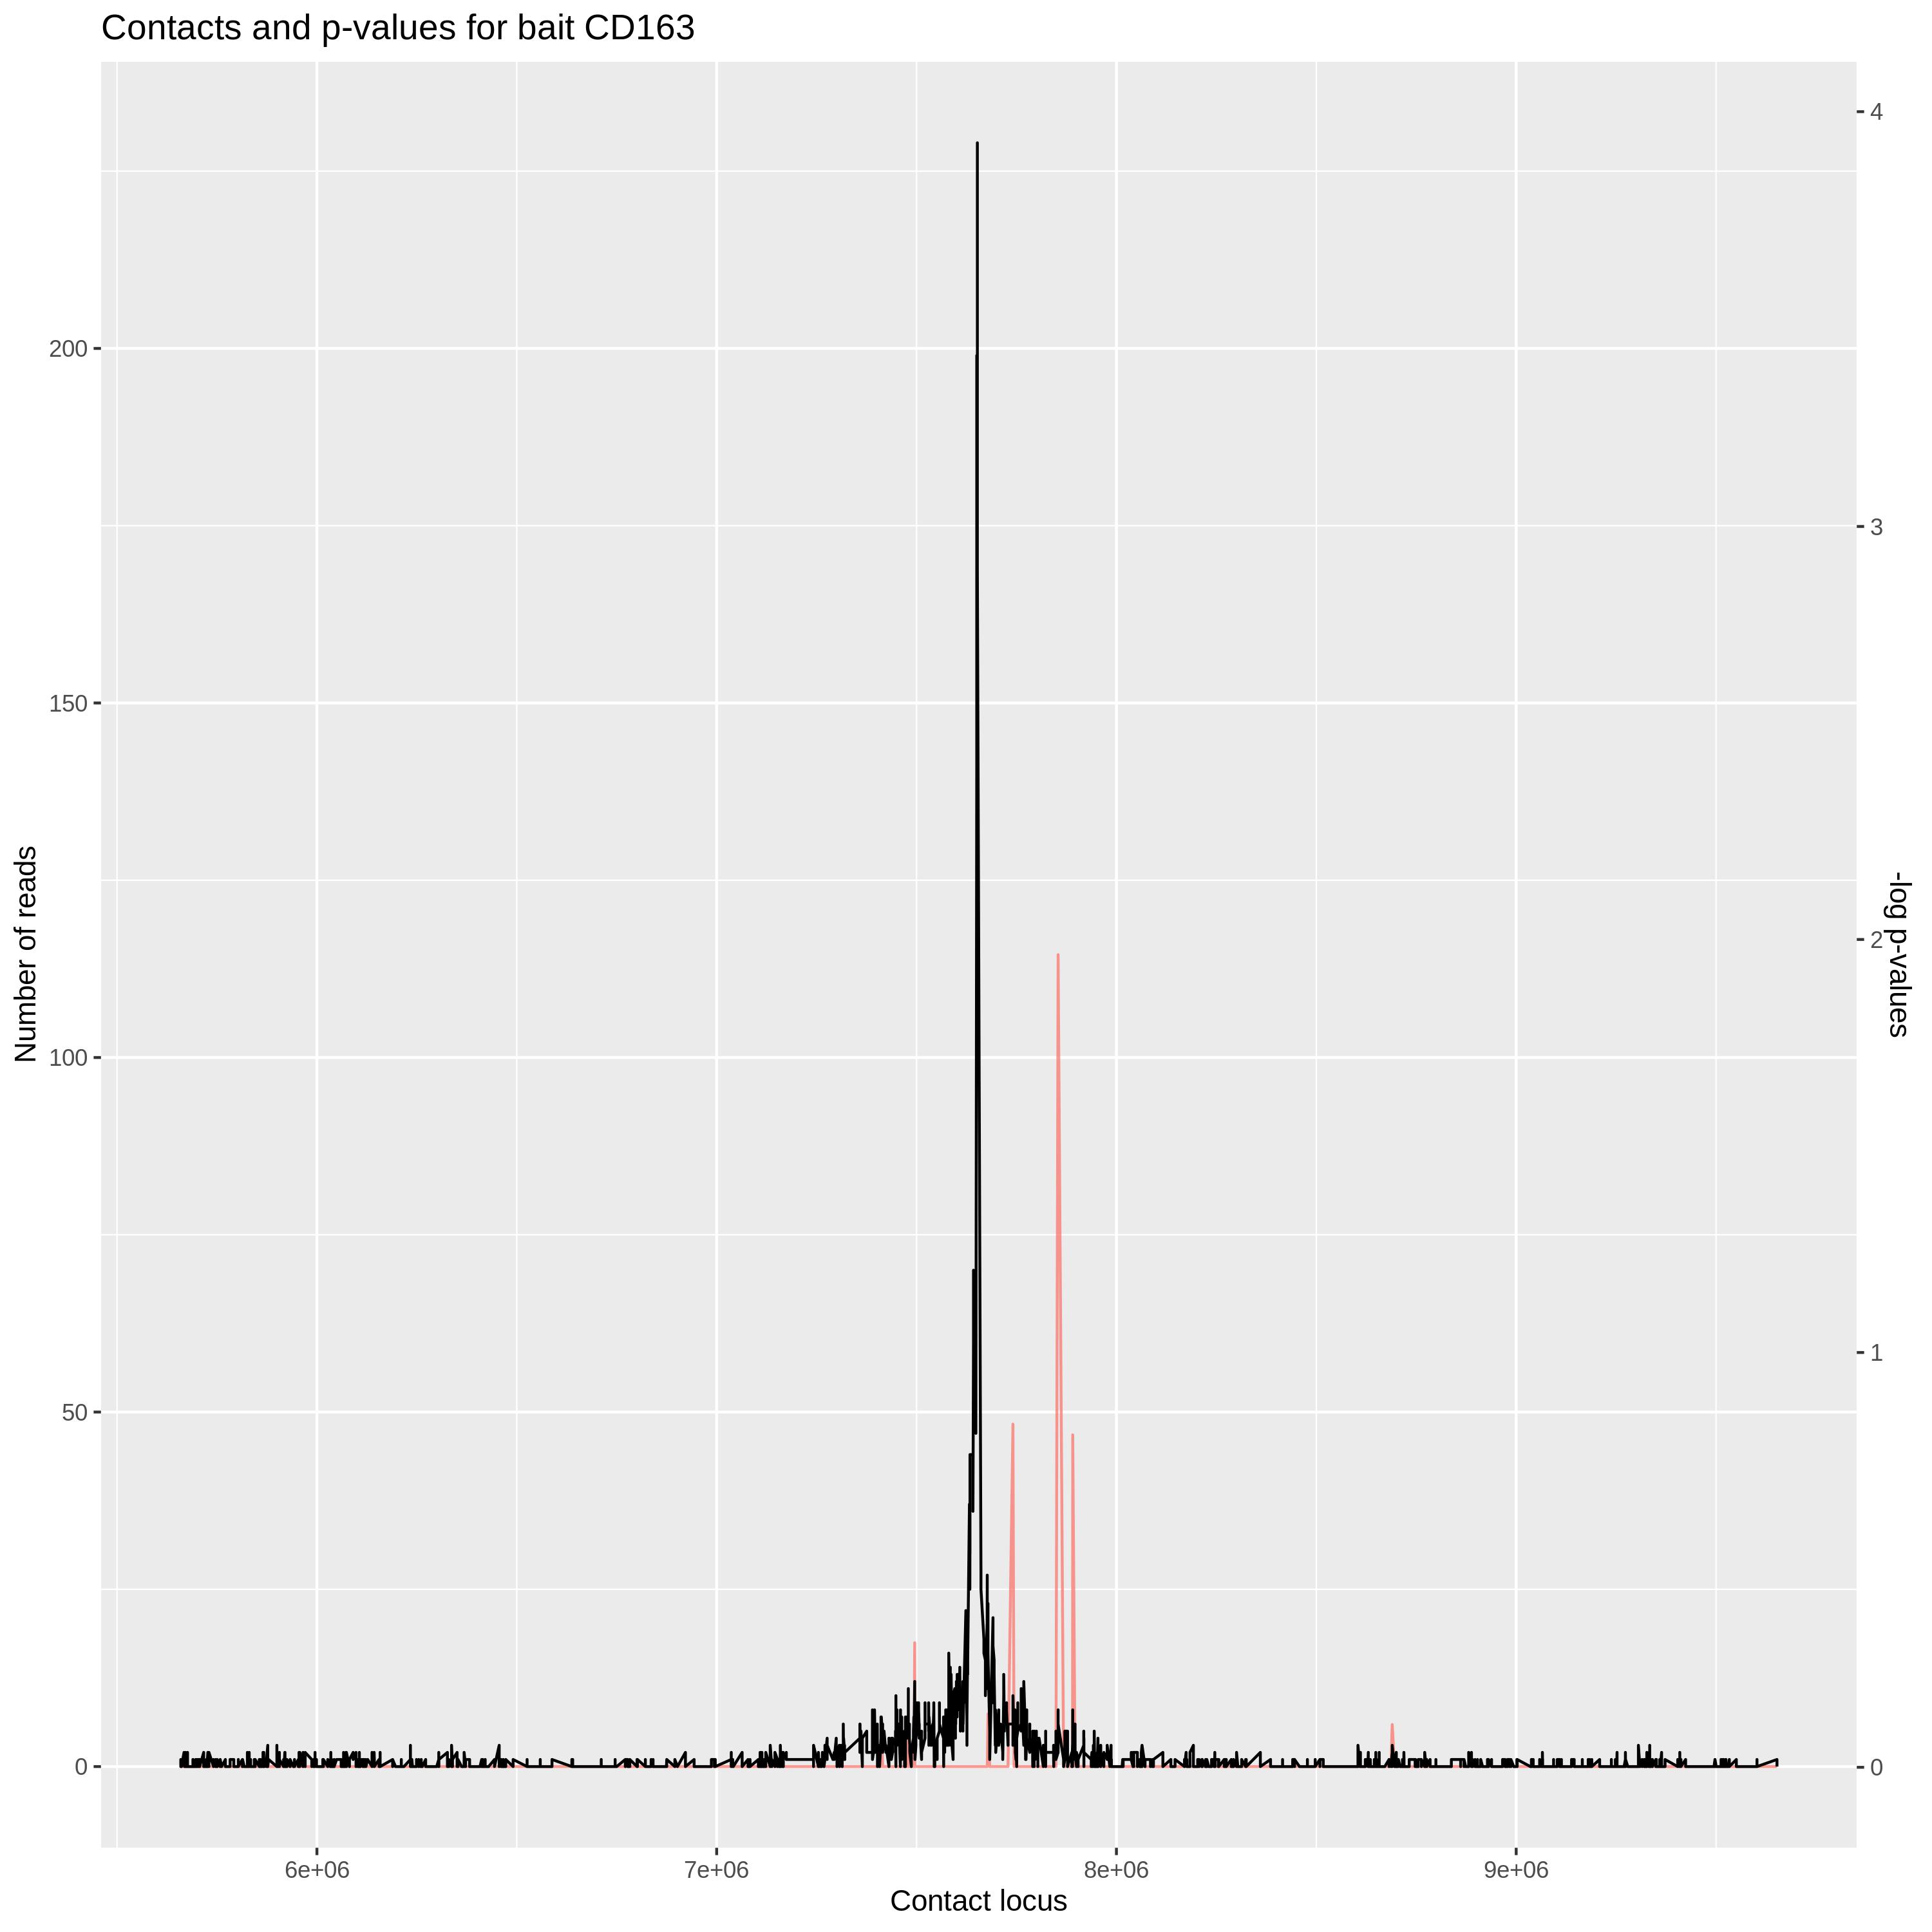 Contacts and p-values for bait CD163
Number of reads
200
150
100
50
0
4
3
2
1
0
-log p-values
6e+06 7e+06 8e+06 9e+06
Contact locus